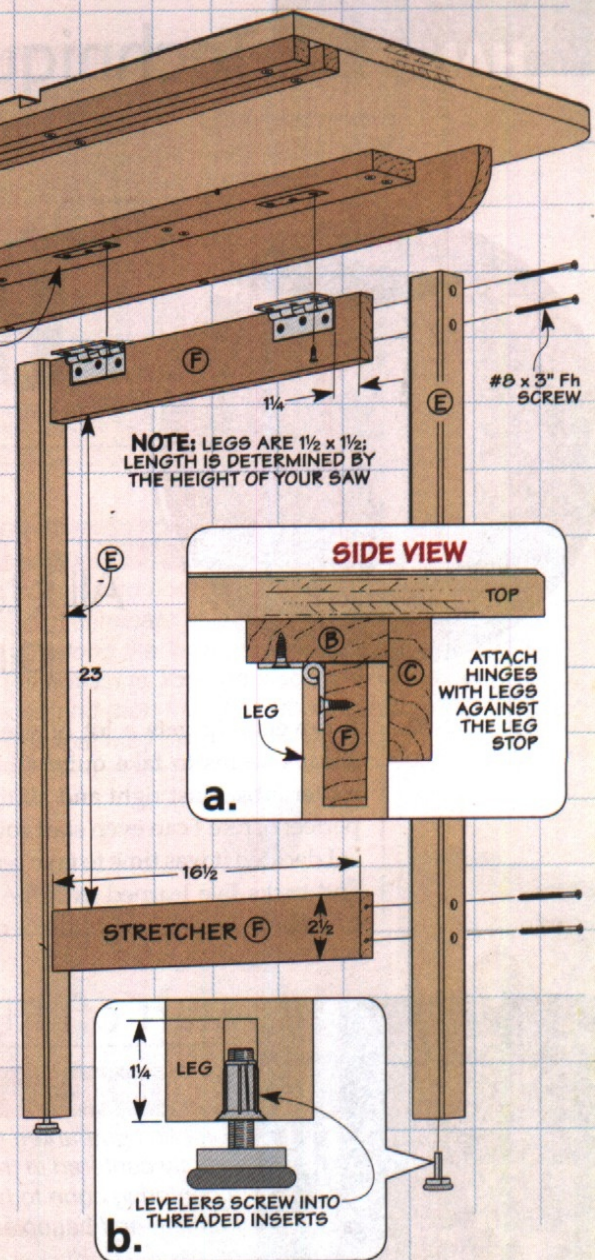 F
1¼
#8 x 3" Fh
SCREW
E
NOTE: LEGS ARE 1½ x 1½;
LENGTH IS DETERMINED BY
THE HEIGHT OF YOUR SAW
E
23
SIDE VIEW
TOP
B
C
ATTACH
HINGES
WITH LEGS
AGAINST
THE LEG
STOP
LEG
F
a.
16½
STRETCHER F
2½
1¼
LEG
LEVELERS SCREW INTO
THREADED INSERTS
b.